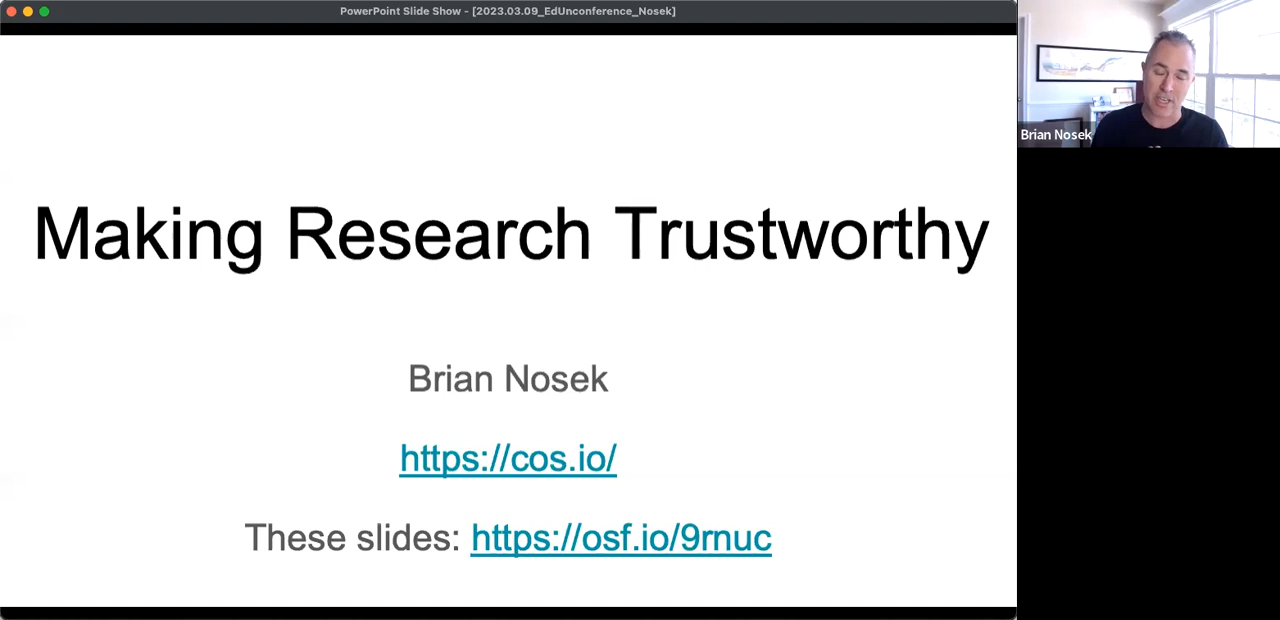 PowerPoint Slide Show - [2023.03.09_EdUnconference_Nosek]
Making Research Trustworthy
Brian Nosek
https://cos.io/
These slides: https://osf.io/9rnuc
Brian Nosek